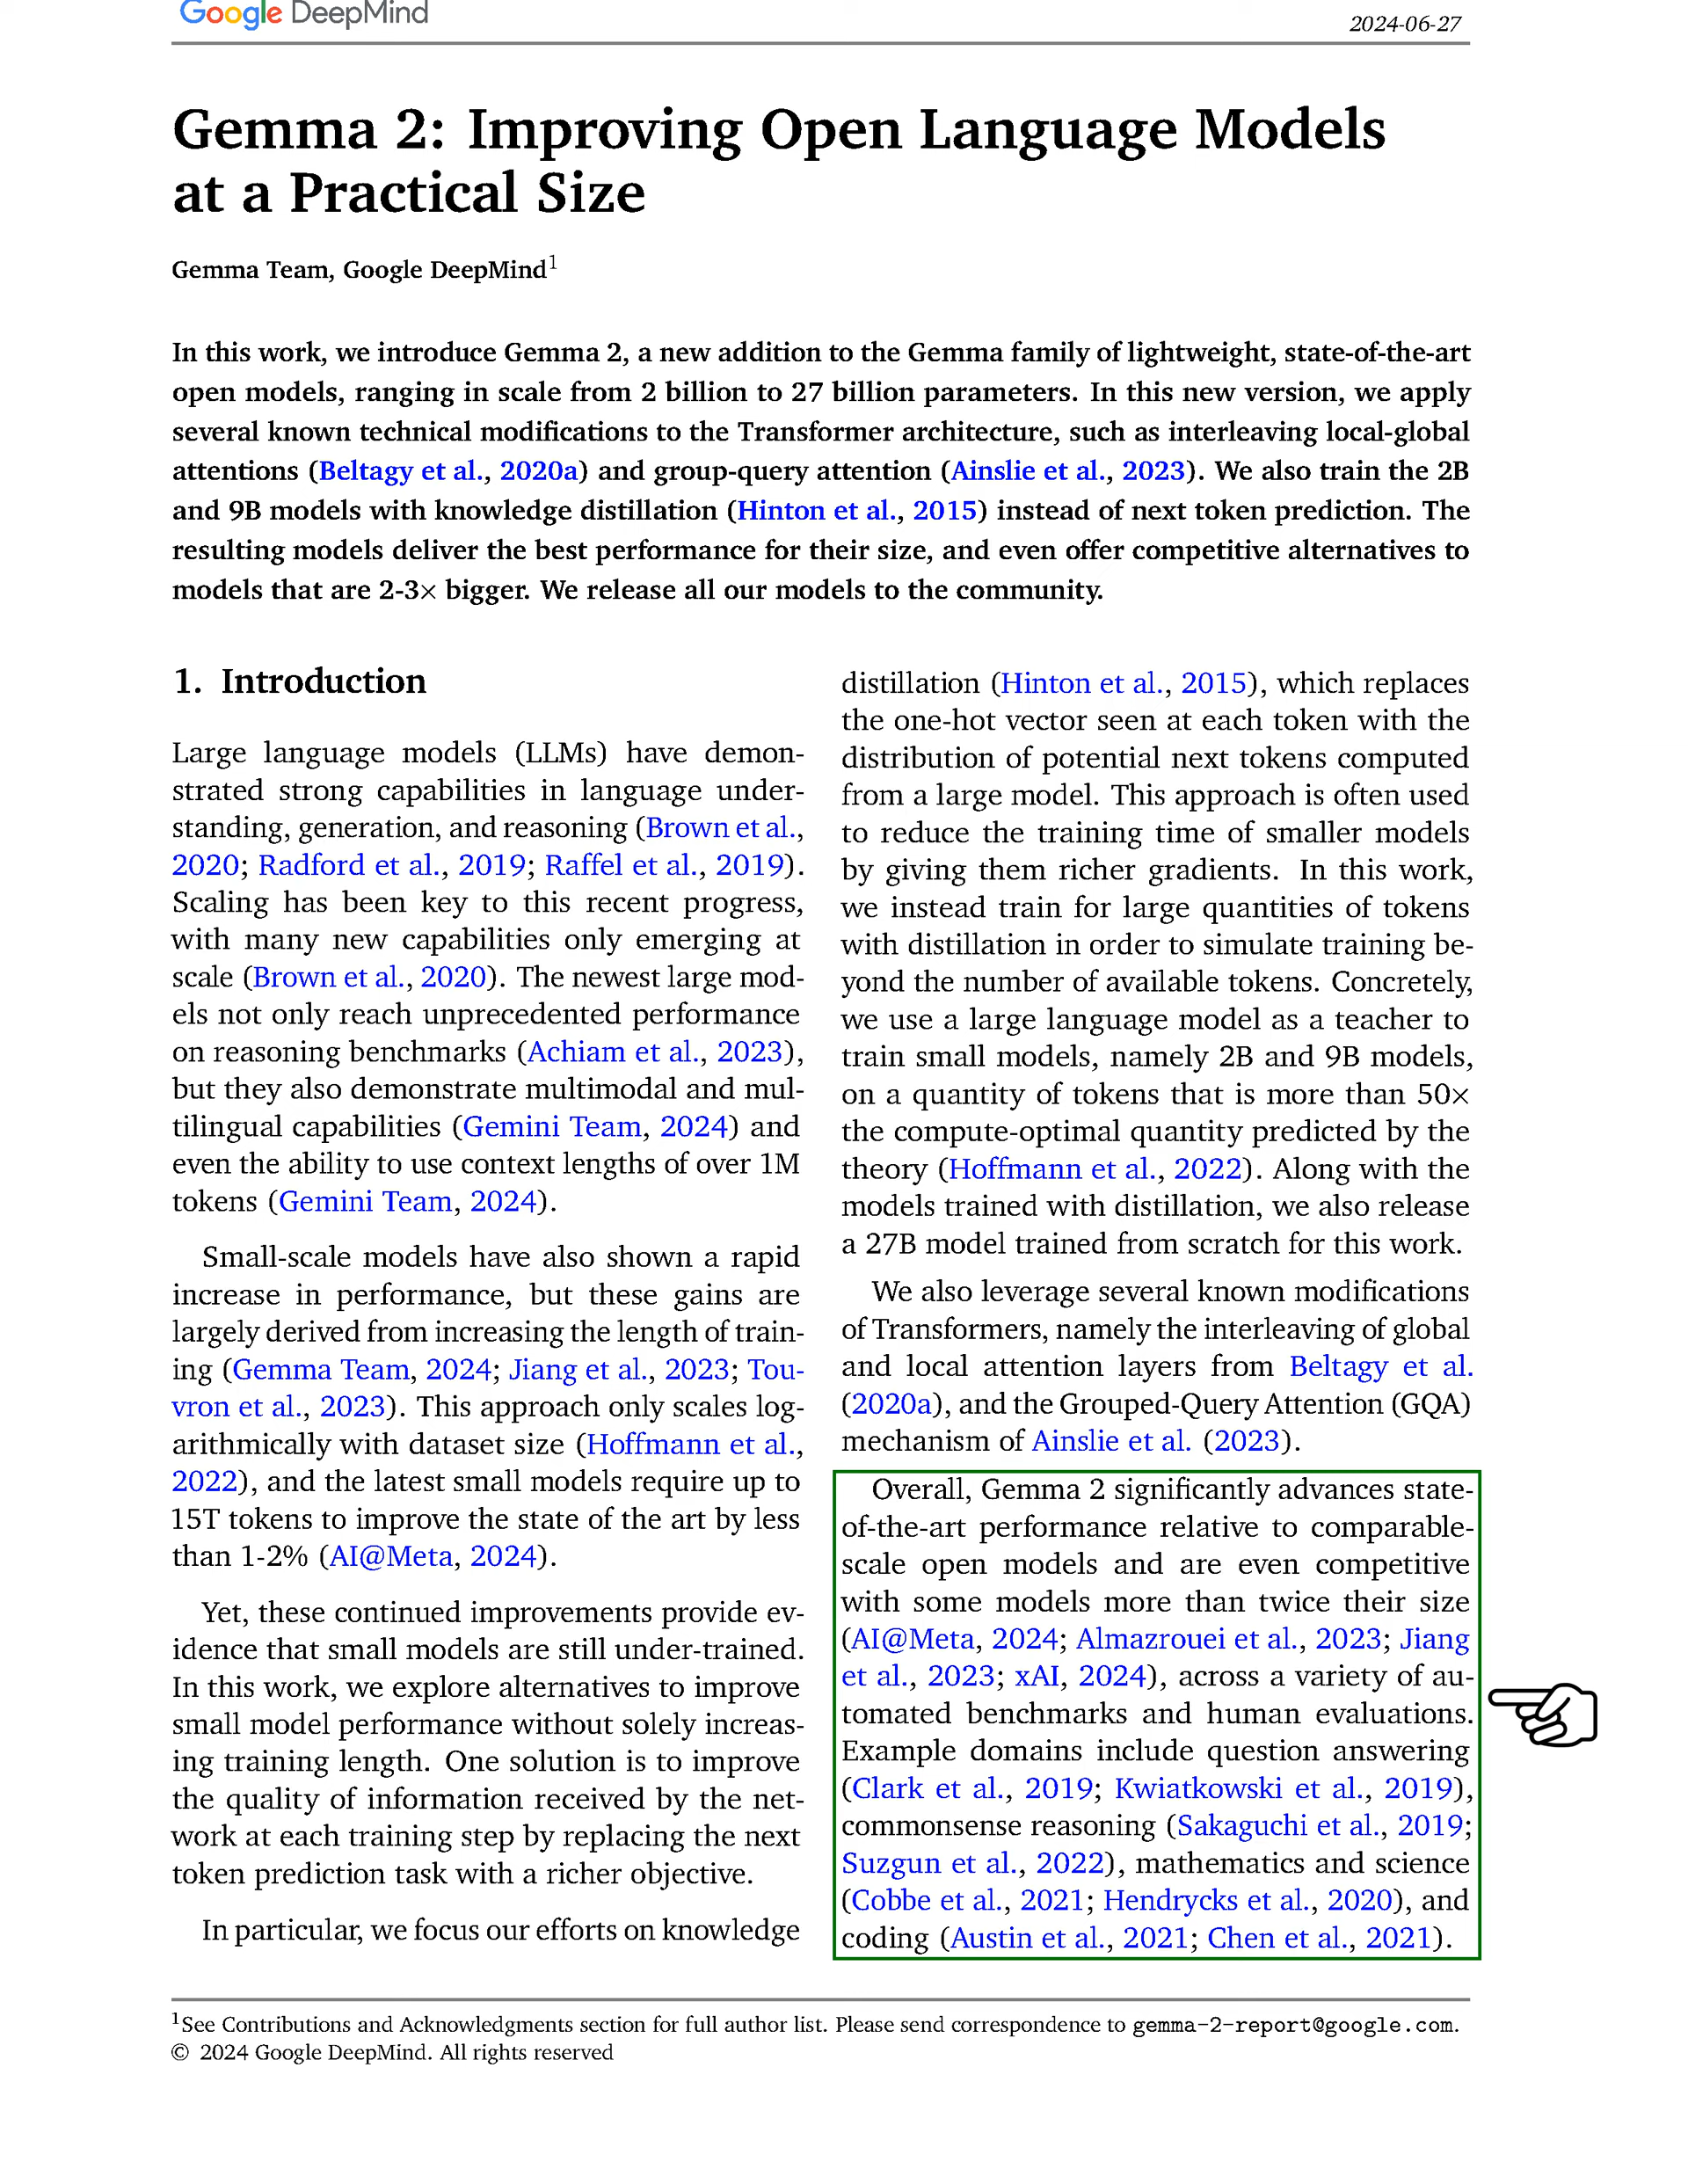 Google DeepMind
2024-06-27
Gemma 2: Improving Open Language Models
at a Practical Size
Gemma Team, Google DeepMind¹
In this work, we introduce Gemma 2, a new addition to the Gemma family of lightweight, state-of-the-art
open models, ranging in scale from 2 billion to 27 billion parameters. In this new version, we apply
several known technical modifications to the Transformer architecture, such as interleaving local-global
attentions (Beltagy et al., 2020a) and group-query attention (Ainslie et al., 2023). We also train the 2B
and 9B models with knowledge distillation (Hinton et al., 2015) instead of next token prediction. The
resulting models deliver the best performance for their size, and even offer competitive alternatives to
models that are 2-3× bigger. We release all our models to the community.
1. Introduction
Large language models (LLMs) have demon-
strated strong capabilities in language under-
standing, generation, and reasoning (Brown et al.,
2020; Radford et al., 2019; Raffel et al., 2019).
Scaling has been key to this recent progress,
with many new capabilities only emerging at
scale (Brown et al., 2020). The newest large mod-
els not only reach unprecedented performance
on reasoning benchmarks (Achiam et al., 2023),
but they also demonstrate multimodal and mul-
tilingual capabilities (Gemini Team, 2024) and
even the ability to use context lengths of over 1M
tokens (Gemini Team, 2024).
Small-scale models have also shown a rapid
increase in performance, but these gains are
largely derived from increasing the length of train-
ing (Gemma Team, 2024; Jiang et al., 2023; Tou-
vron et al., 2023). This approach only scales log-
arithmically with dataset size (Hoffmann et al.,
2022), and the latest small models require up to
15T tokens to improve the state of the art by less
than 1-2% (AI@Meta, 2024).
Yet, these continued improvements provide ev-
idence that small models are still under-trained.
In this work, we explore alternatives to improve
small model performance without solely increas-
ing training length. One solution is to improve
the quality of information received by the net-
work at each training step by replacing the next
token prediction task with a richer objective.
In particular, we focus our efforts on knowledge
distillation (Hinton et al., 2015), which replaces
the one-hot vector seen at each token with the
distribution of potential next tokens computed
from a large model. This approach is often used
to reduce the training time of smaller models
by giving them richer gradients. In this work,
we instead train for large quantities of tokens
with distillation in order to simulate training be-
yond the number of available tokens. Concretely,
we use a large language model as a teacher to
train small models, namely 2B and 9B models,
on a quantity of tokens that is more than 50×
the compute-optimal quantity predicted by the
theory (Hoffmann et al., 2022). Along with the
models trained with distillation, we also release
a 27B model trained from scratch for this work.
We also leverage several known modifications
of Transformers, namely the interleaving of global
and local attention layers from Beltagy et al.
(2020a), and the Grouped-Query Attention (GQA)
mechanism of Ainslie et al. (2023).
Overall, Gemma 2 significantly advances state-
of-the-art performance relative to comparable-
scale open models and are even competitive
with some models more than twice their size
(AI@Meta, 2024; Almazrouei et al., 2023; Jiang
et al., 2023; xAI, 2024), across a variety of au-
tomated benchmarks and human evaluations.
Example domains include question answering
(Clark et al., 2019; Kwiatkowski et al., 2019),
commonsense reasoning (Sakaguchi et al., 2019;
Suzgun et al., 2022), mathematics and science
(Cobbe et al., 2021; Hendrycks et al., 2020), and
coding (Austin et al., 2021; Chen et al., 2021).
¹See Contributions and Acknowledgments section for full author list. Please send correspondence to gemma-2-report@google.com.
© 2024 Google DeepMind. All rights reserved